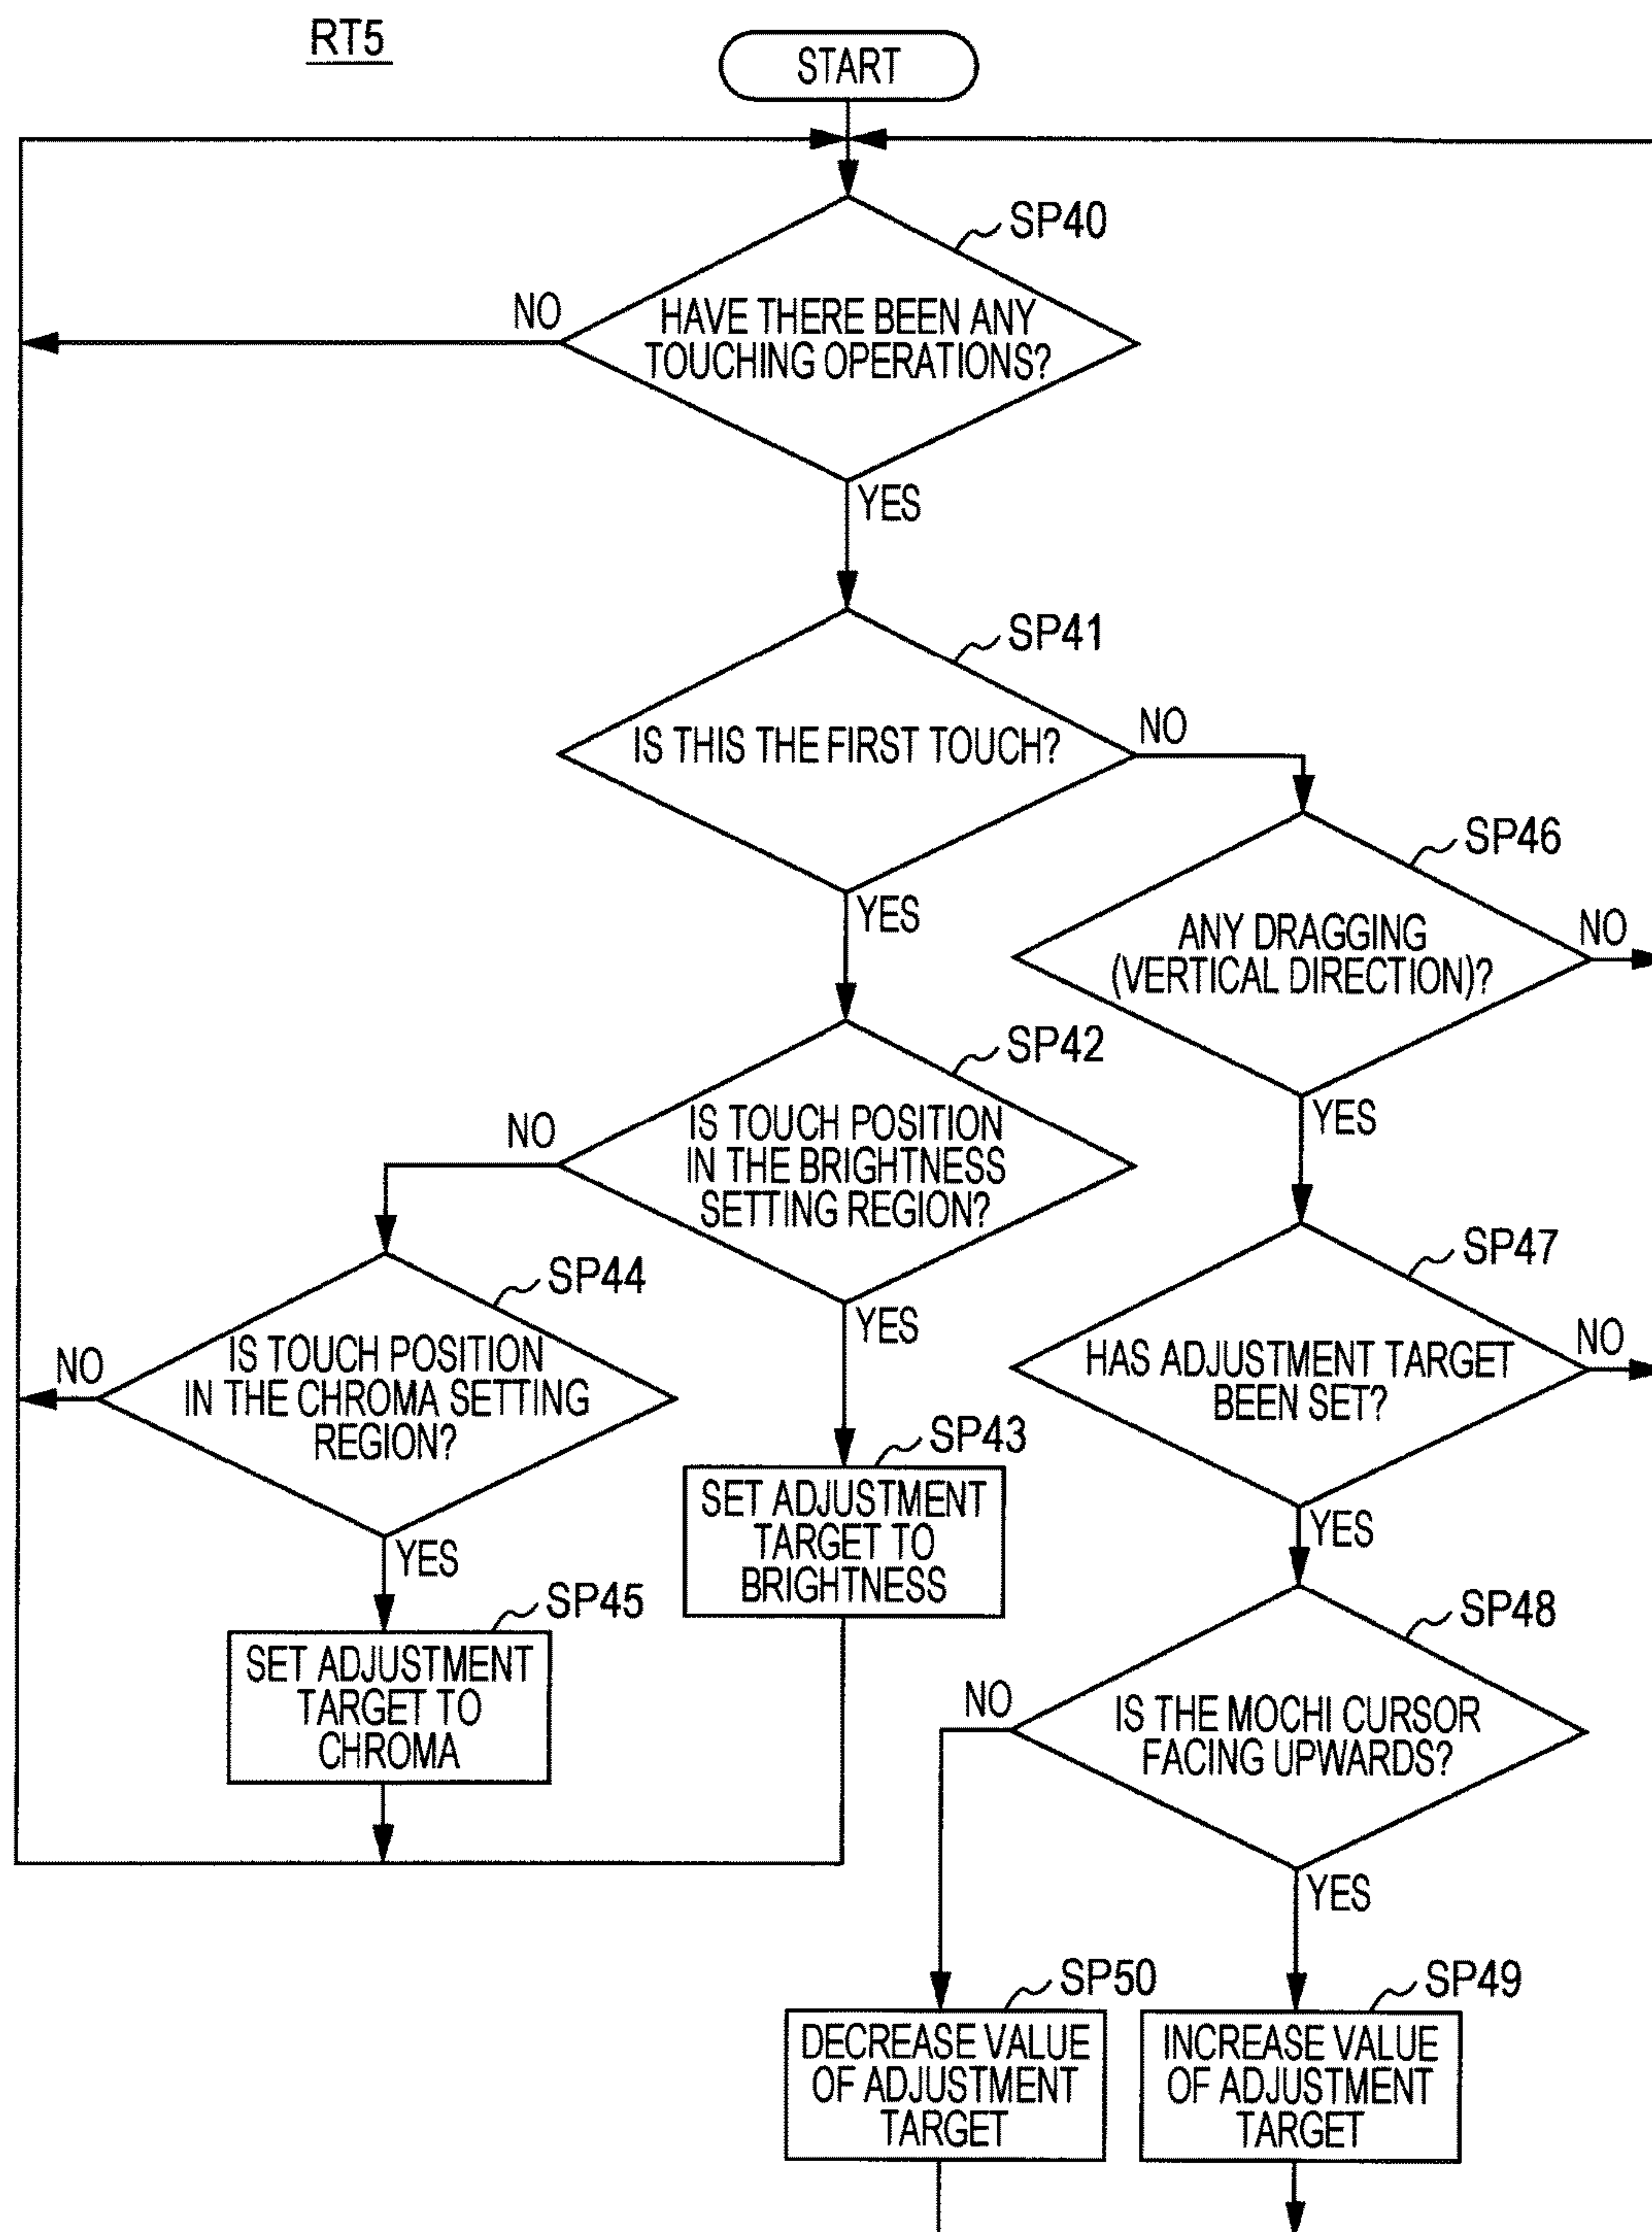 RT5
START
SP40
NO
HAVE THERE BEEN ANY
TOUCHING OPERATIONS?
YES
SP41
IS THIS THE FIRST TOUCH?
NO
YES
SP46
ANY DRAGGING
(VERTICAL DIRECTION)?
NO
YES
SP42
NO
IS TOUCH POSITION
IN THE BRIGHTNESS
SETTING REGION?
YES
SP44
NO
IS TOUCH POSITION
IN THE CHROMA SETTING
REGION?
YES
SP47
HAS ADJUSTMENT TARGET
BEEN SET?
NO
YES
SP43
SET ADJUSTMENT
TARGET TO
BRIGHTNESS
SP45
SET ADJUSTMENT
TARGET TO
CHROMA
SP48
NO
IS THE MOCHI CURSOR
FACING UPWARDS?
YES
SP50
DECREASE VALUE
OF ADJUSTMENT
TARGET
SP49
INCREASE VALUE
OF ADJUSTMENT
TARGET